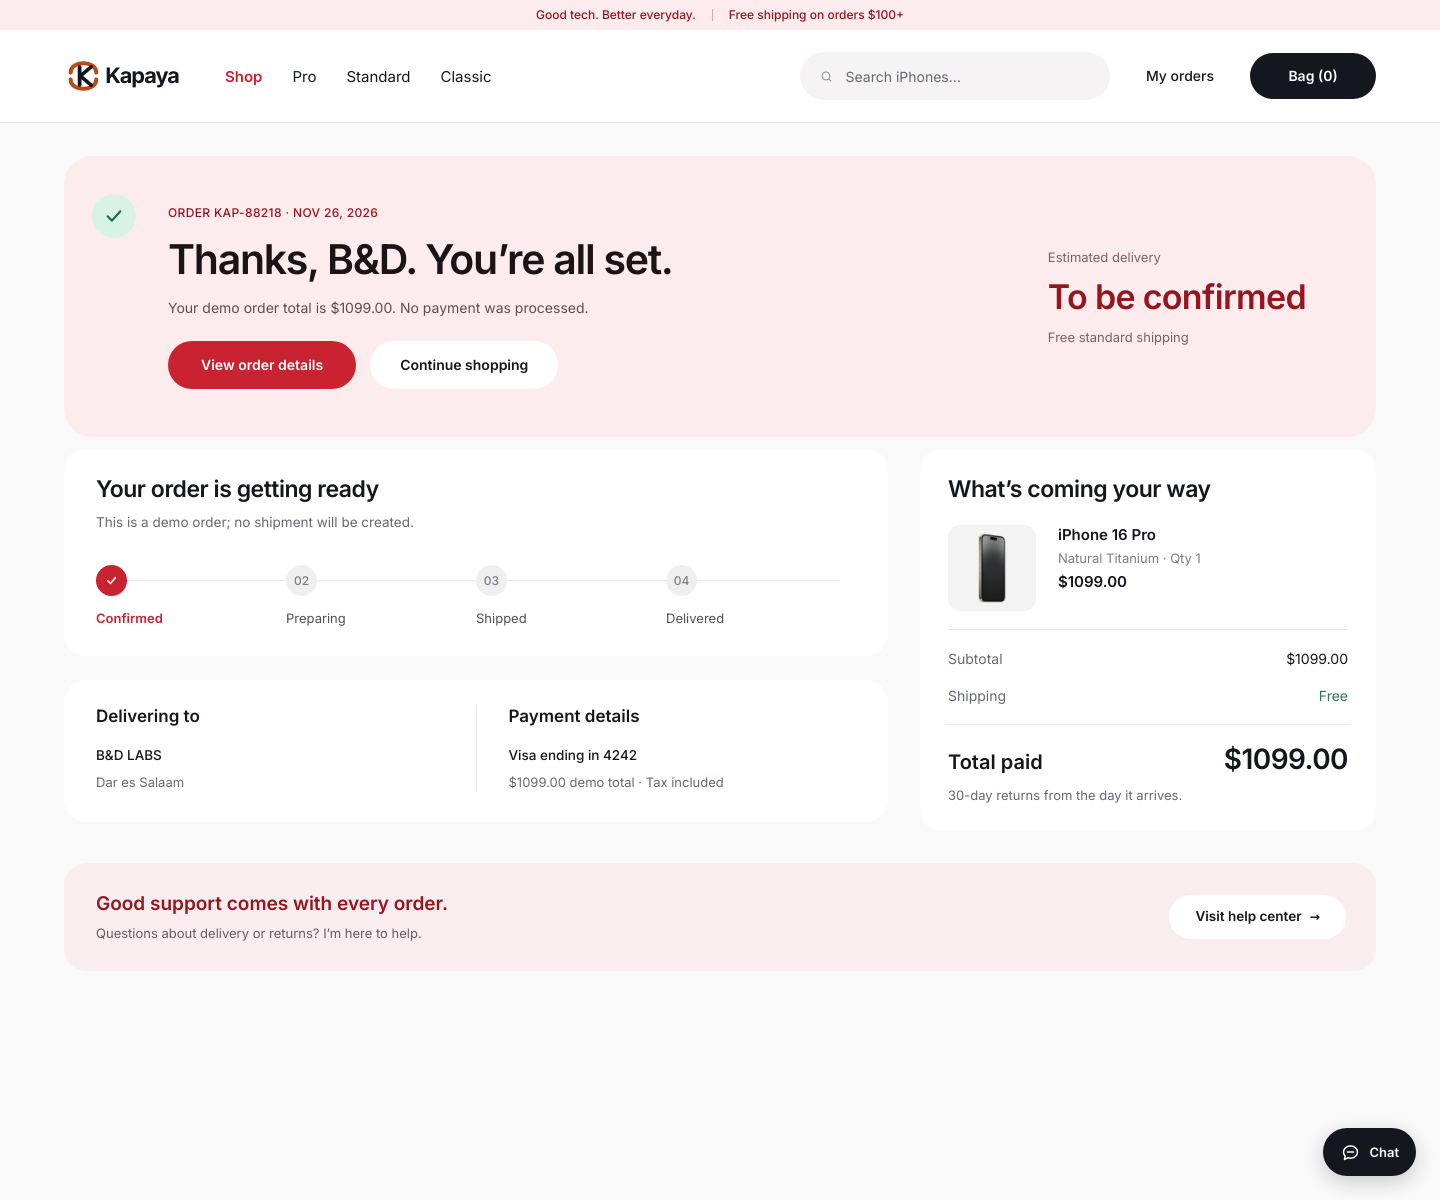 Good tech. Better everyday.
Free shipping on orders $100+
Kapaya
Shop
Pro
Standard
Classic
Search iPhones...
My orders
Bag (0)
ORDER KAP-88218 · NOV 26, 2026
Thanks, B&D. You’re all set.
Your demo order total is $1099.00. No payment was processed.
View order details
Continue shopping
Estimated delivery
To be confirmed
Free standard shipping
Your order is getting ready
This is a demo order; no shipment will be created.
02
03
04
Confirmed
Preparing
Shipped
Delivered
What’s coming your way
iPhone 16 Pro
Natural Titanium · Qty 1
$1099.00
Subtotal
$1099.00
Shipping
Free
Total paid
$1099.00
30-day returns from the day it arrives.
Delivering to
B&D LABS
Dar es Salaam
Payment details
Visa ending in 4242
$1099.00 demo total · Tax included
Good support comes with every order.
Questions about delivery or returns? I’m here to help.
Visit help center →
Chat